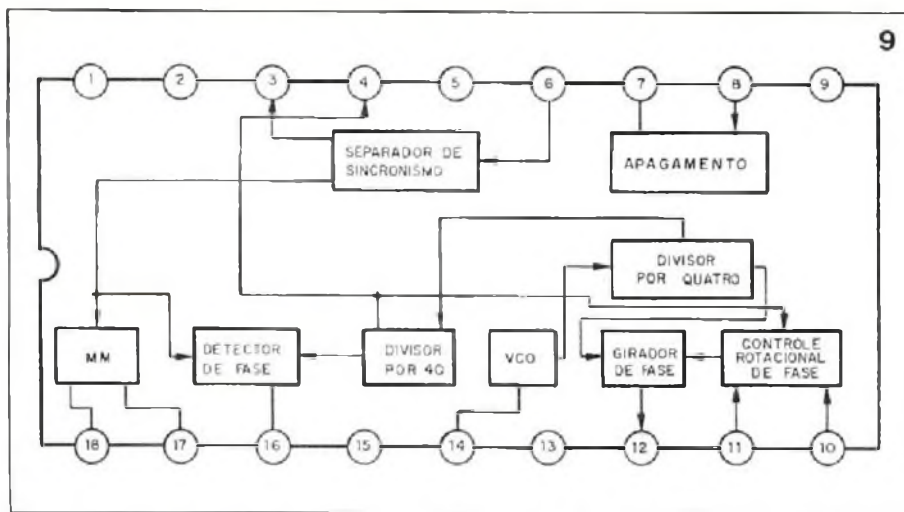 9
1 2 3 4 5 6 7 8 9
SEPARADOR DE
SINCRONISMO
APAGAMENTO
DIVISOR
POR QUATRO
MM
DETECTOR
DE FASE
DIVISOR
POR 40
VCO
GIRADOR
DE FASE
CONTROLE
ROTACIONAL
DE FASE
18 17 16 15 14 13 12 11 10